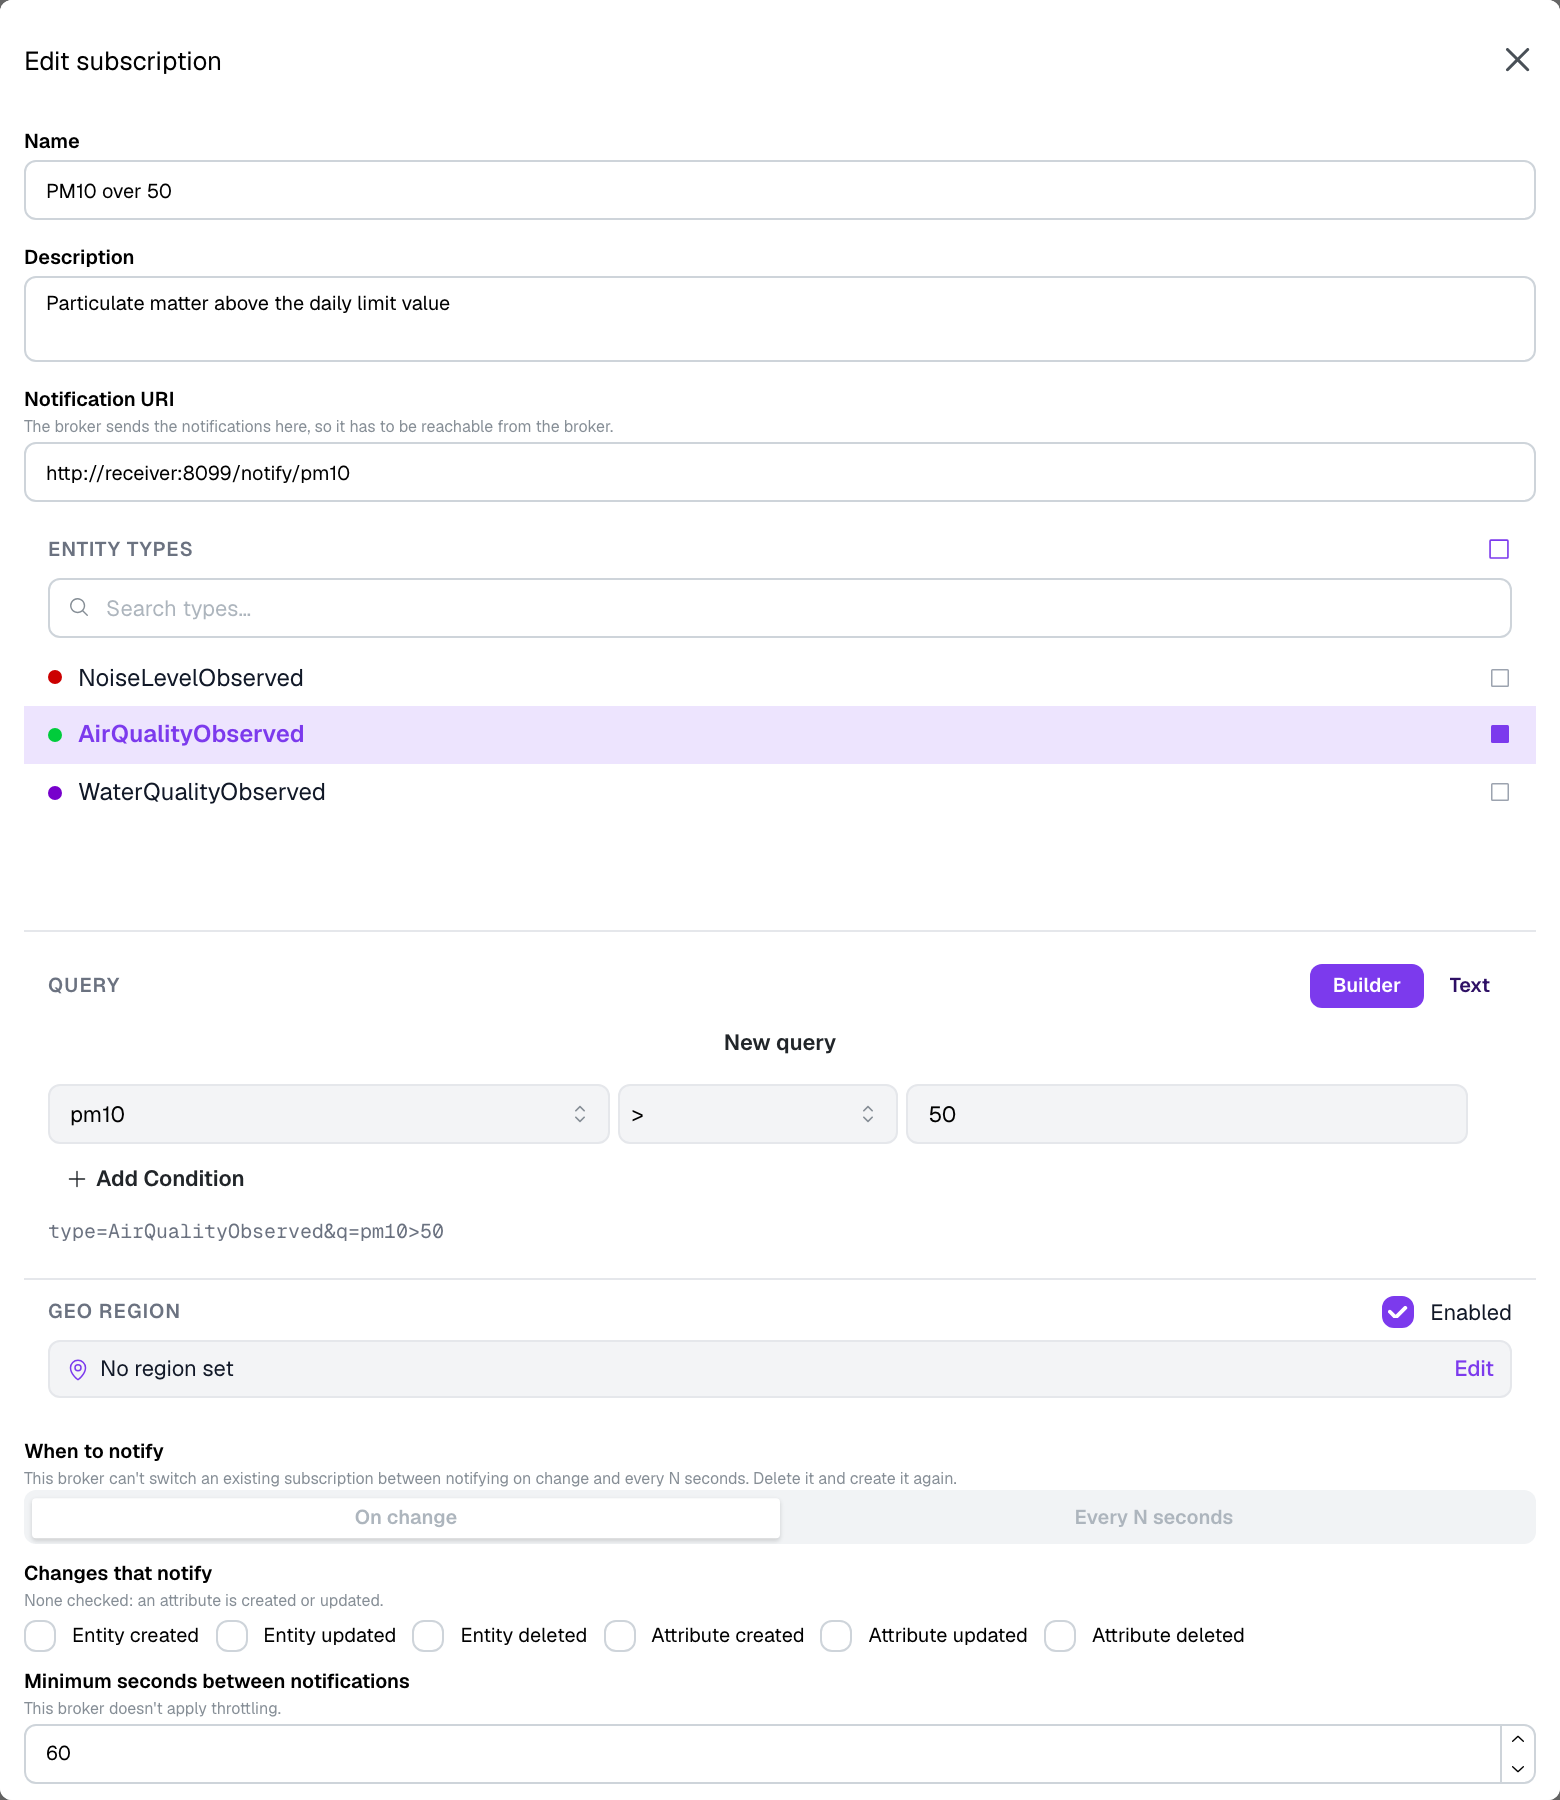 Edit subscription
Name
PM10 over 50
Description
Particulate matter above the daily limit value
Notification URI
The broker sends the notifications here, so it has to be reachable from the broker.
http://receiver:8099/notify/pm10
ENTITY TYPES
Search types...
NoiseLevelObserved
AirQualityObserved
WaterQualityObserved
QUERY Builder Text
New query
pm10 > 50
Add Condition
type=AirQualityObserved&q=pm10>50
GEO REGION Enabled
No region set Edit
When to notify
This broker can't switch an existing subscription between notifying on change and every N seconds. Delete it and create it again.
On change Every N seconds
Changes that notify
None checked: an attribute is created or updated.
Entity created Entity updated Entity deleted Attribute created Attribute updated Attribute deleted
Minimum seconds between notifications
This broker doesn't apply throttling.
60